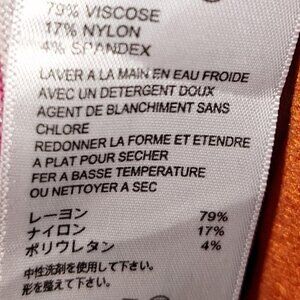 79% VISCOSE
17% NYLON
4% SPANDEX
LAVER A LA MAIN EN EAU FROIDE
AVEC UN DETERGENT DOUX
AGENT DE BLANCHIMENT SANS
CHLORE
REDONNER LA FORME ET ETENDRE
A PLAT POUR SECHER
FER A BASSE TEMPERATURE
OU NETTOYER A SEC
レーヨン 79%
ナイロン 17%
ポリウレタン 4%
中性洗剤を使用して下さい。
形を整えて下さい。